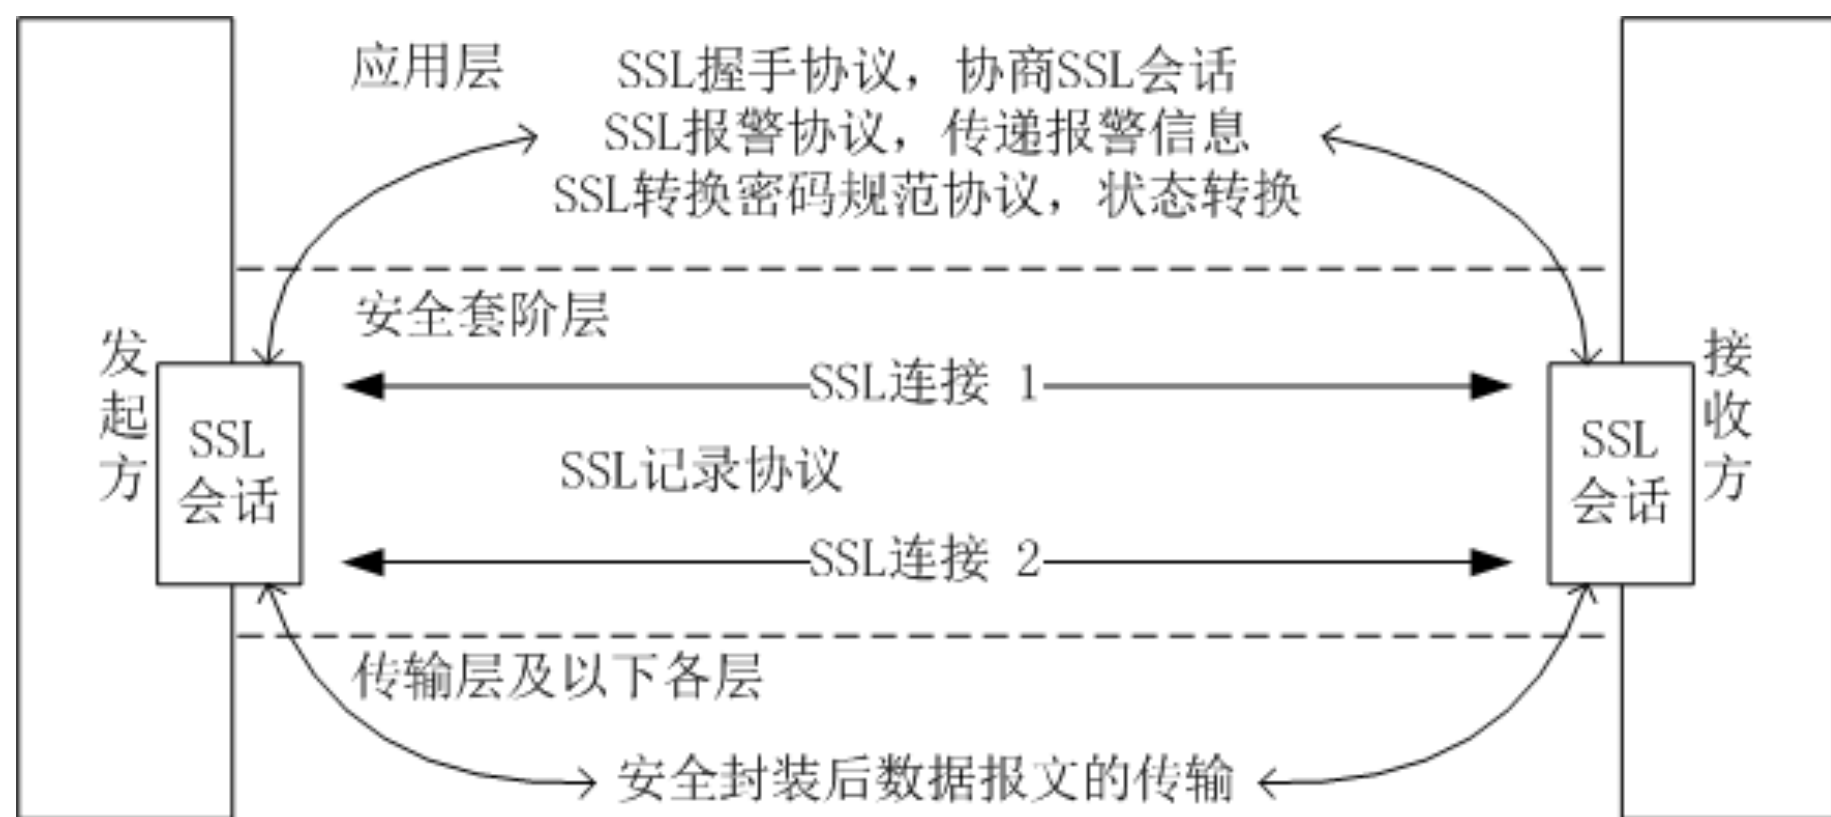 应用层
SSL握手协议，协商SSL会话
SSL报警协议，传递报警信息
SSL转换密码规范协议，状态转换
安全套阶层
发起方
接收方
SSL连接 1
SSL
会话
SSL
会话
SSL记录协议
SSL连接 2
传输层及以下各层
安全封装后数据报文的传输